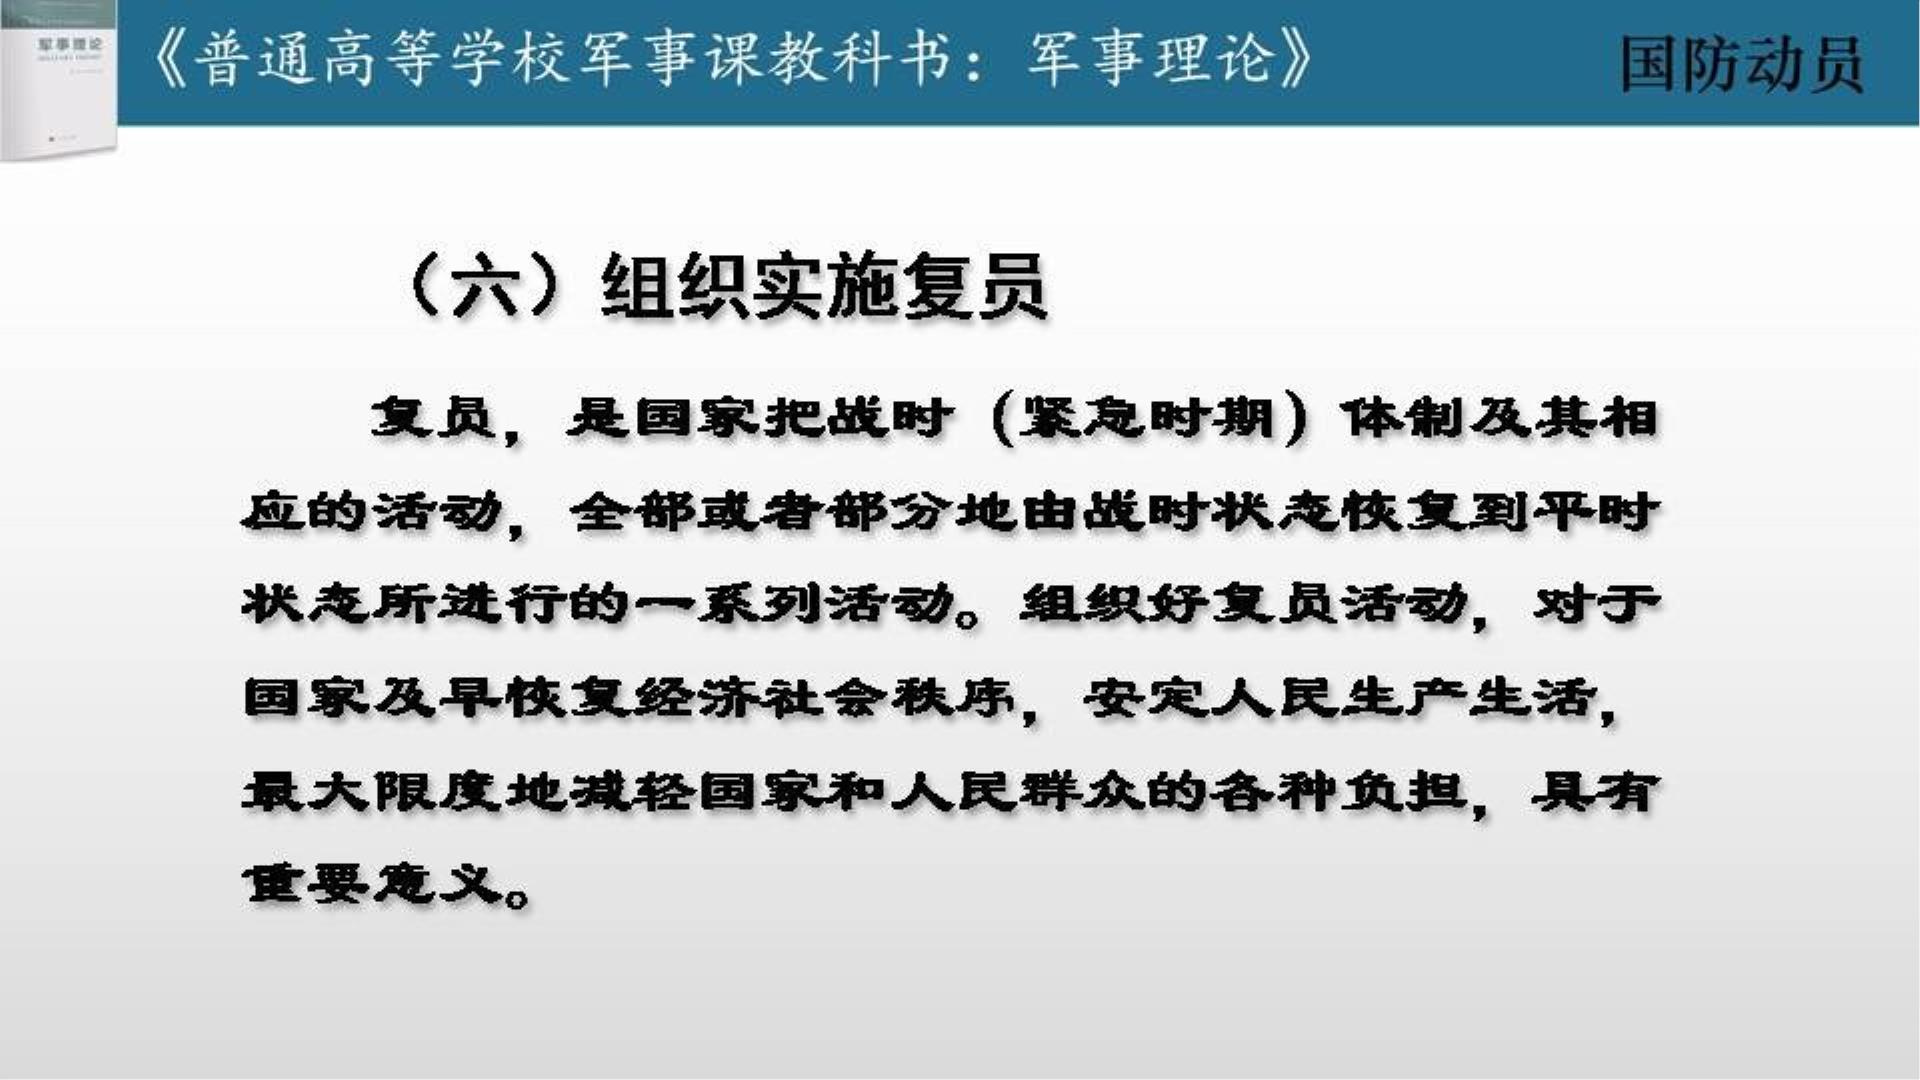 军事理论
《普通高等学校军事课教科书：军事理论》
国防动员
（六）组织实施复员
复员，是国家把战时（紧急时期）体制及其相
应的活动，全部或者部分地由战时状态恢复到平时
状态所进行的一系列活动。组织好复员活动，对于
国家及早恢复经济社会秩序，安定人民生产生活，
最大限度地减轻国家和人民群众的各种负担，具有
重要意义。